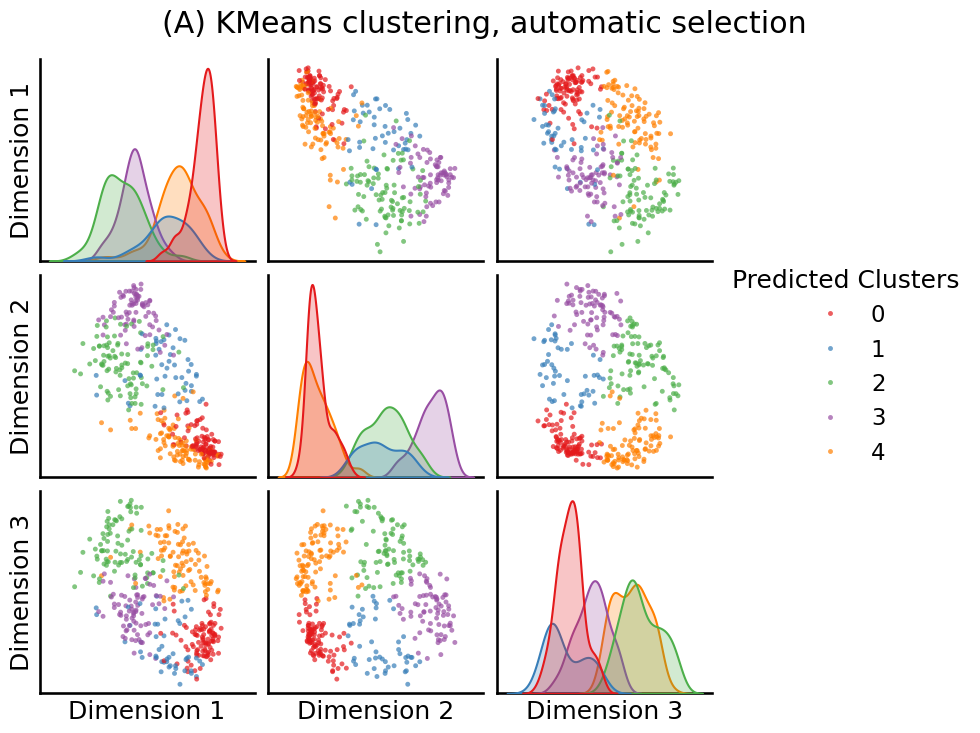 (A) KMeans clustering, automatic selection
Dimension 1
Dimension 2
Predicted Clusters
0
1
2
3
4
Dimension 3
Dimension 1
Dimension 2
Dimension 3